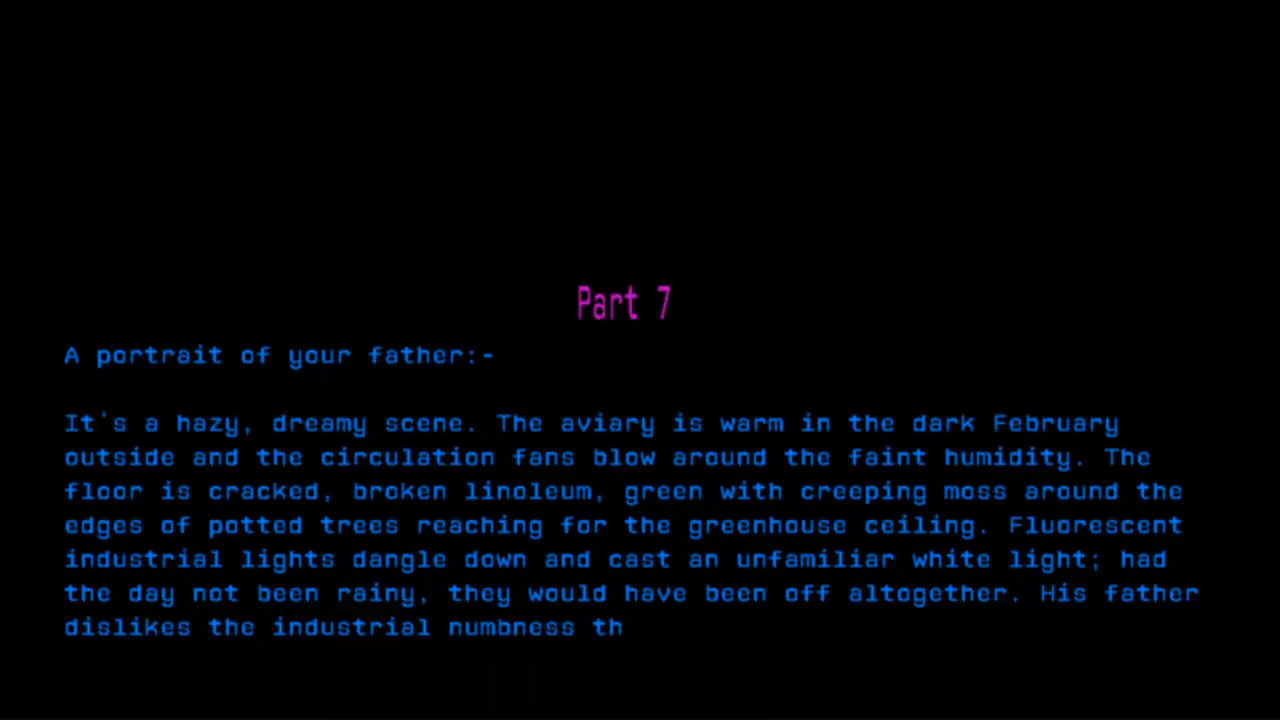 Part 7
A portrait of your father:-
It's a hazy, dreamy scene. The aviary is warm in the dark February
outside and the circulation fans blow around the faint humidity. The
floor is cracked, broken linoleum, green with creeping moss around the
edges of potted trees reaching for the greenhouse ceiling. Fluorescent
industrial lights dangle down and cast an unfamiliar white light; had
the day not been rainy, they would have been off altogether. His father
dislikes the industrial numbness th